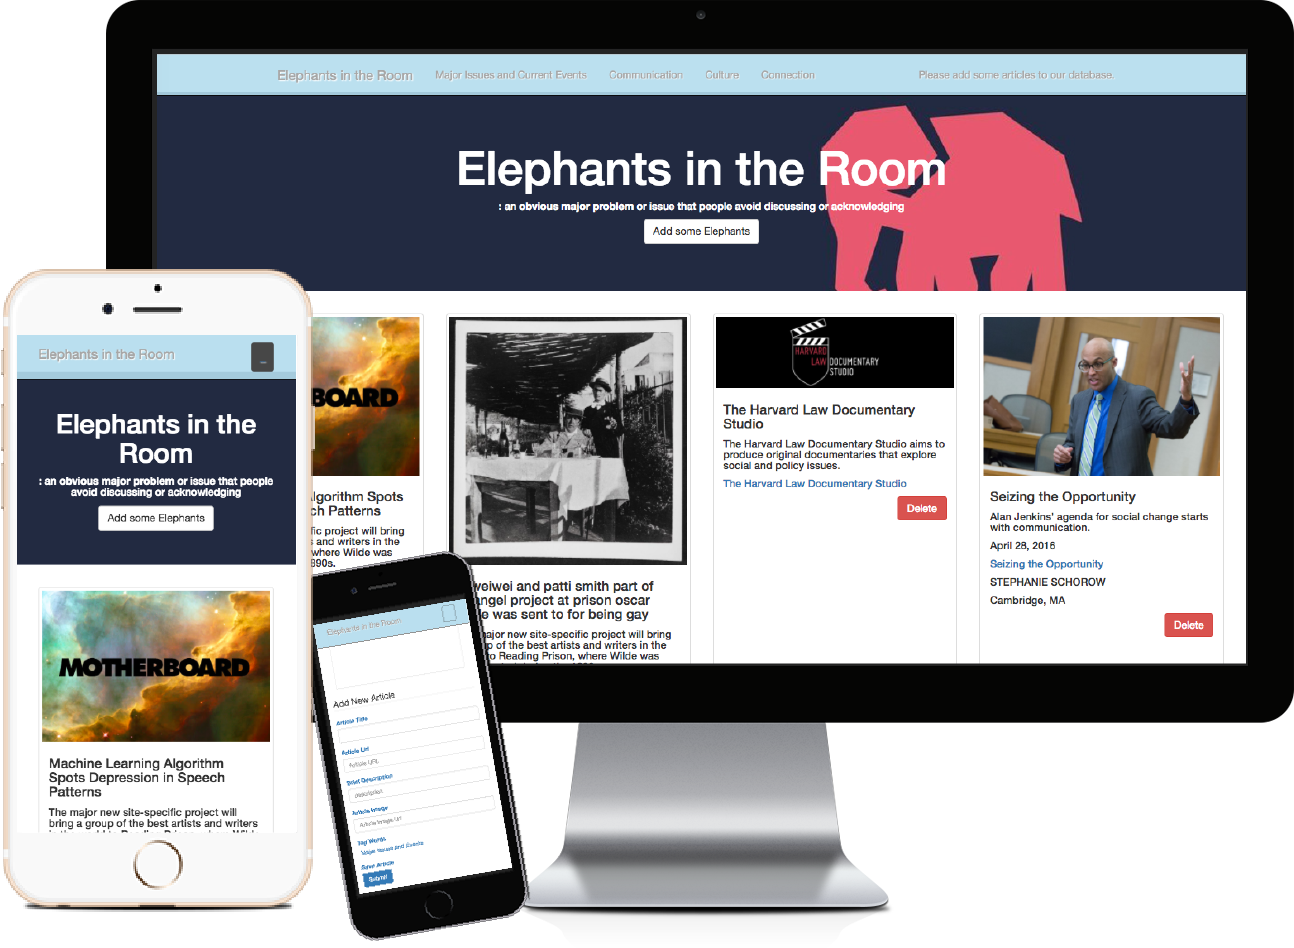 Elephants in the Room
Major Issues and Current Events
Communication
Culture
Connection
Please add some articles to our database.
Elephants in the Room
: an obvious major problem or issue that people avoid discussing or acknowledging
Add some Elephants
BOARD
lgorithm Spots
ch Patterns
fic project will bring
s and writers in the
where Wilde was
890s.
weiwei and patti smith part of
angel project at prison oscar
e was sent to for being gay
major new site-specific project will bring
p of the best artists and writers in the
to Reading Prison, where Wilde was
HARVARD
LAW DOCUMENTARY
STUDIO
The Harvard Law Documentary
Studio
The Harvard Law Documentary Studio aims to
produce original documentaries that explore
social and policy issues.
The Harvard Law Documentary Studio
Delete
Seizing the Opportunity
Alan Jenkins' agenda for social change starts
with communication.
April 28, 2016
Seizing the Opportunity
STEPHANIE SCHOROW
Cambridge, MA
Delete
Elephants in the Room
Elephants in the
Room
: an obvious major problem or issue that people
avoid discussing or acknowledging
Add some Elephants
MOTHERBOARD
Machine Learning Algorithm
Spots Depression in Speech
Patterns
The major new site-specific project will
bring a group of the best artists and writers
Elephants in the Room
Add New Article
Article Title
Article Url
Article URL
Brief Description
description
Article Image
Article Image Url
Tag Words
Major Issues and Events
Save Article
Submit